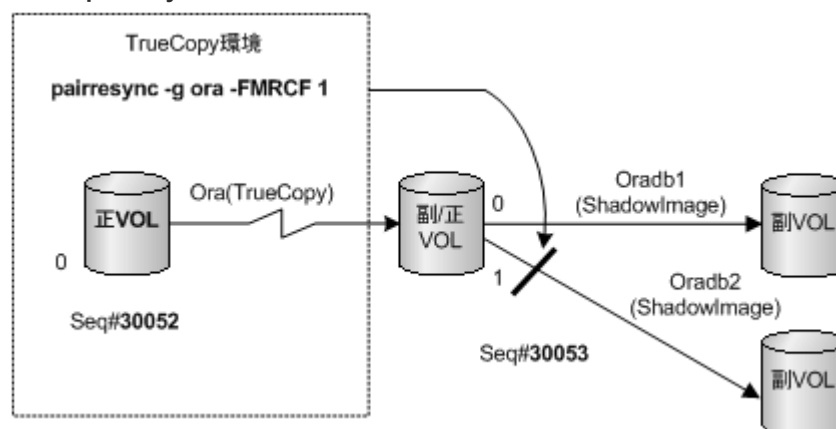 TrueCopy環境
pairresync -g ora -FMRCF 1
正VOL
0
Ora(TrueCopy)
Seq#30052
副/正
VOL
0
1
Seq#30053
Oradb1
(ShadowImage)
副VOL
Oradb2
(ShadowImage)
副VOL